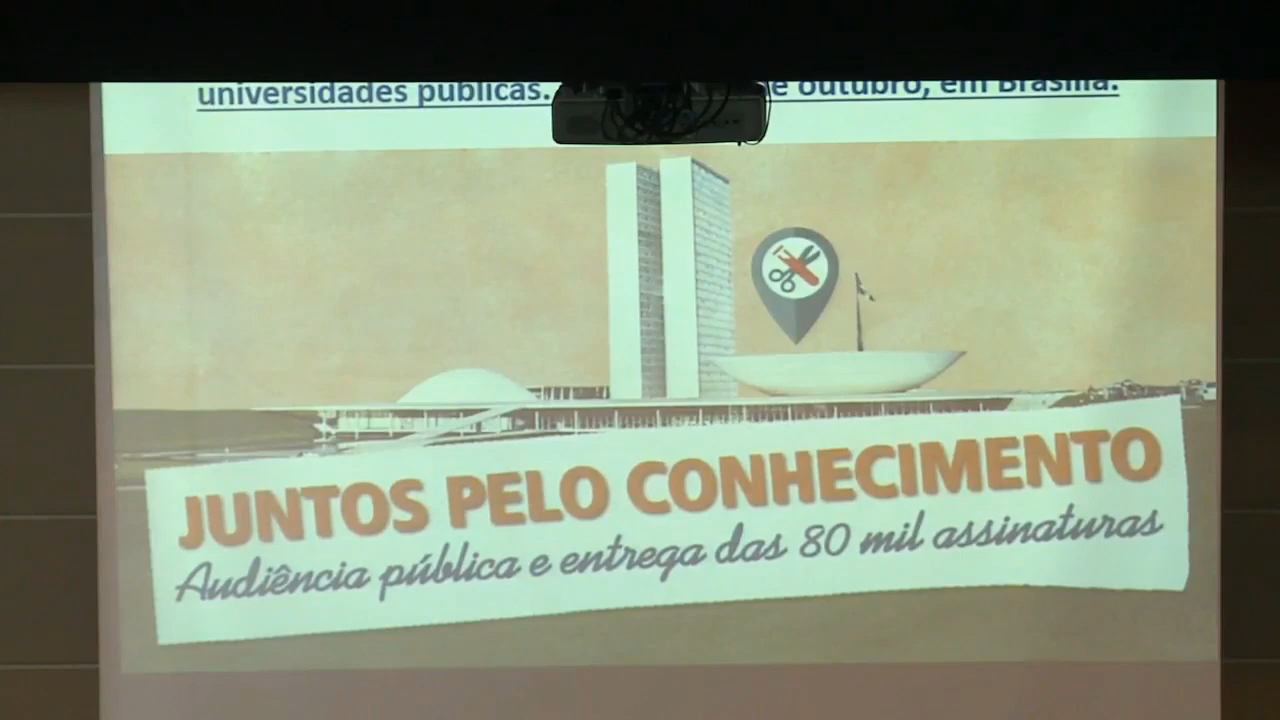 universidades públicas. e outubro, em Brasília.
JUNTOS PELO CONHECIMENTO
Audiência pública e entrega das 80 mil assinaturas